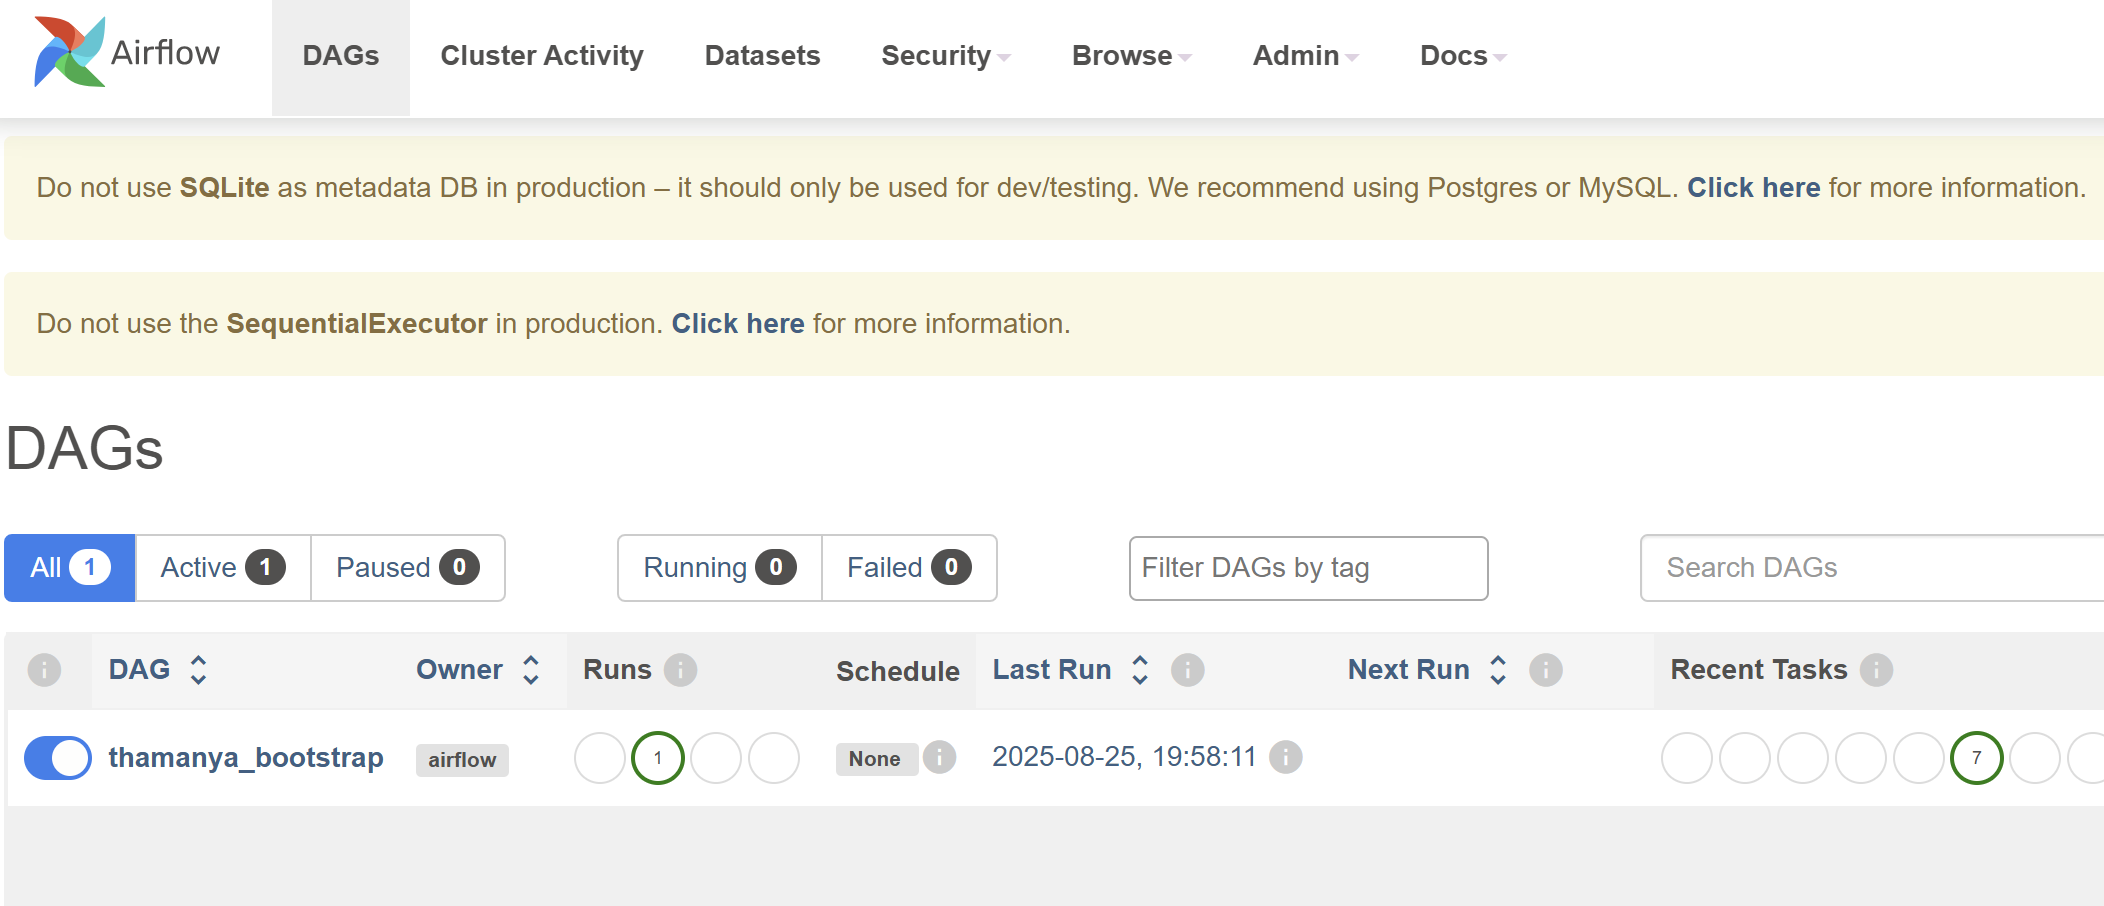 Airflow DAGs Cluster Activity Datasets Security Browse Admin Docs
Do not use SQLite as metadata DB in production – it should only be used for dev/testing. We recommend using Postgres or MySQL. Click here for more information.
Do not use the SequentialExecutor in production. Click here for more information.
DAGs
All 1 Active 1 Paused 0 Running 0 Failed 0 Filter DAGs by tag Search DAGs
i DAG Owner Runs i Schedule Last Run i Next Run i Recent Tasks i
thamanya_bootstrap airflow 1 None i 2025-08-25, 19:58:11 i 7